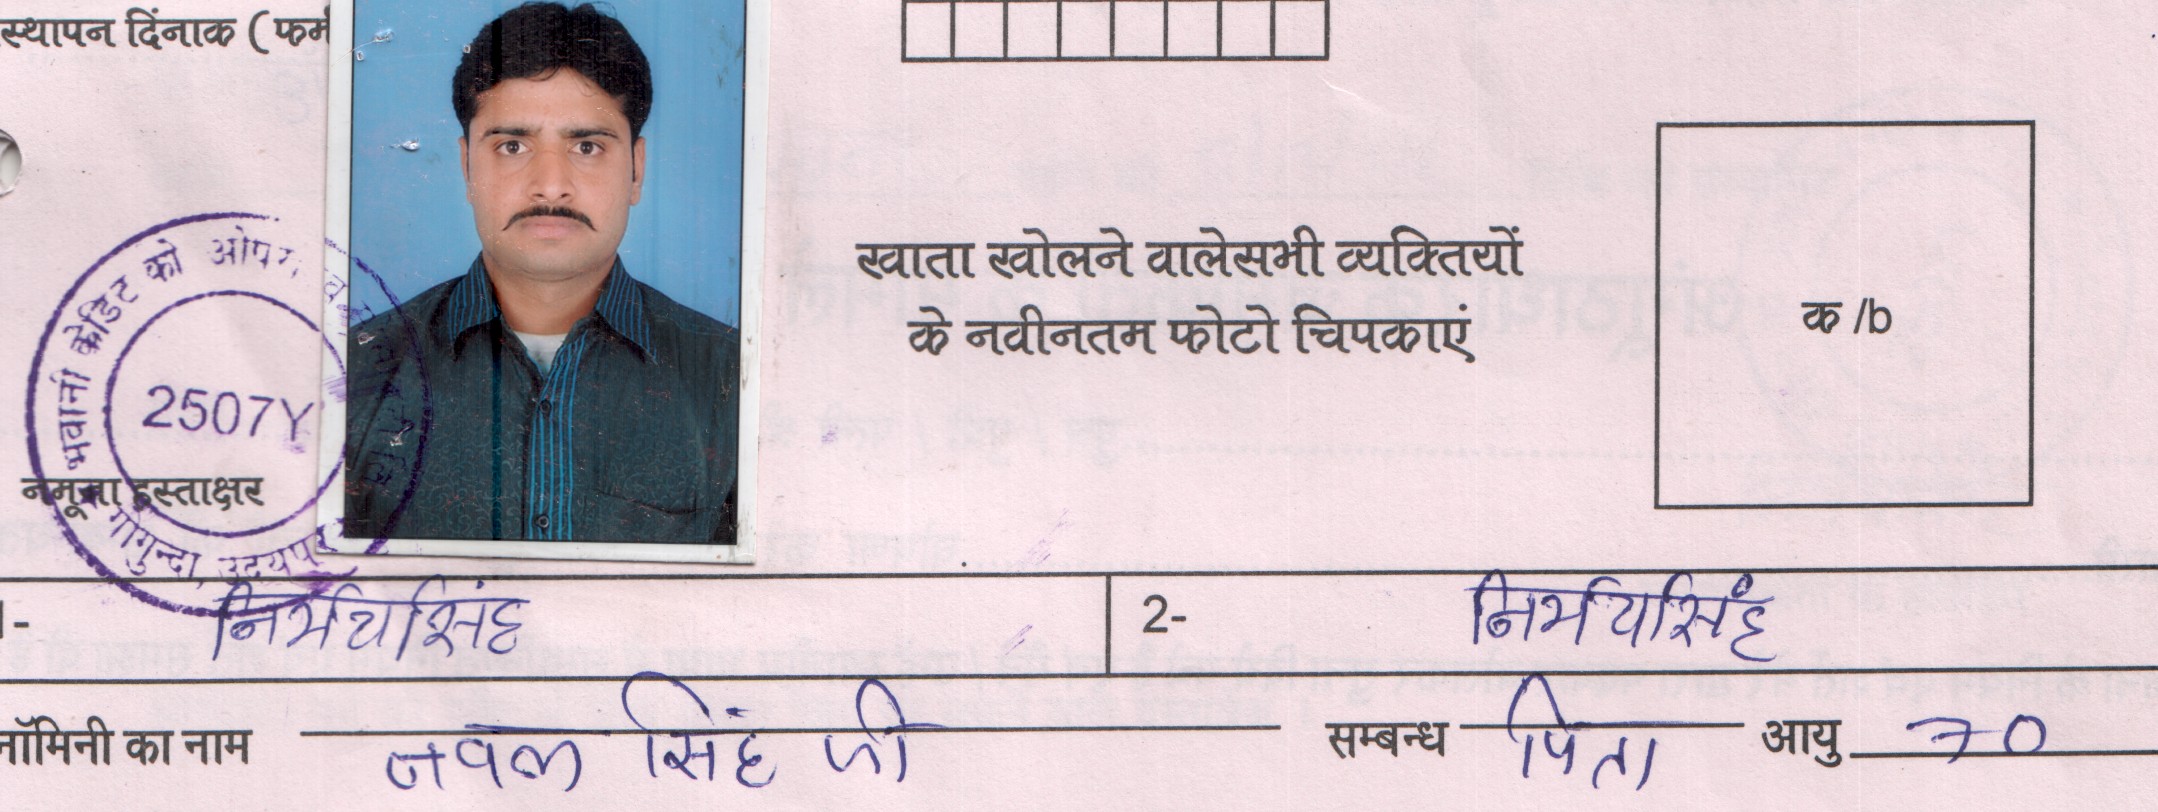 स्थापन दिंनाक ( फर्म
खाता खोलने वालेसभी व्यक्तियों
के नवीनतम फोटो चिपकाएं
क /b
भवानी क्रेडिट को ओपरे
2507Y
गोगुन्दा, उदयपुर
नमूना हस्ताक्षर
1- निर्भयसिंह 2- निर्भयसिंह
नॉमिनी का नाम सिंह जी सम्बन्ध पिता आयु 70